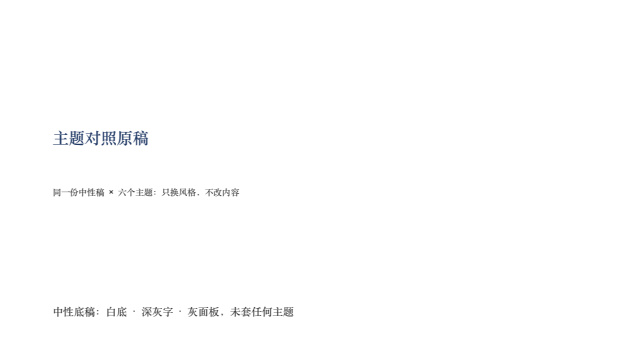 主题对照原稿
同一份中性稿 × 六个主题：只换风格，不改内容
中性底稿：白底 · 深灰字 · 灰面板，未套任何主题